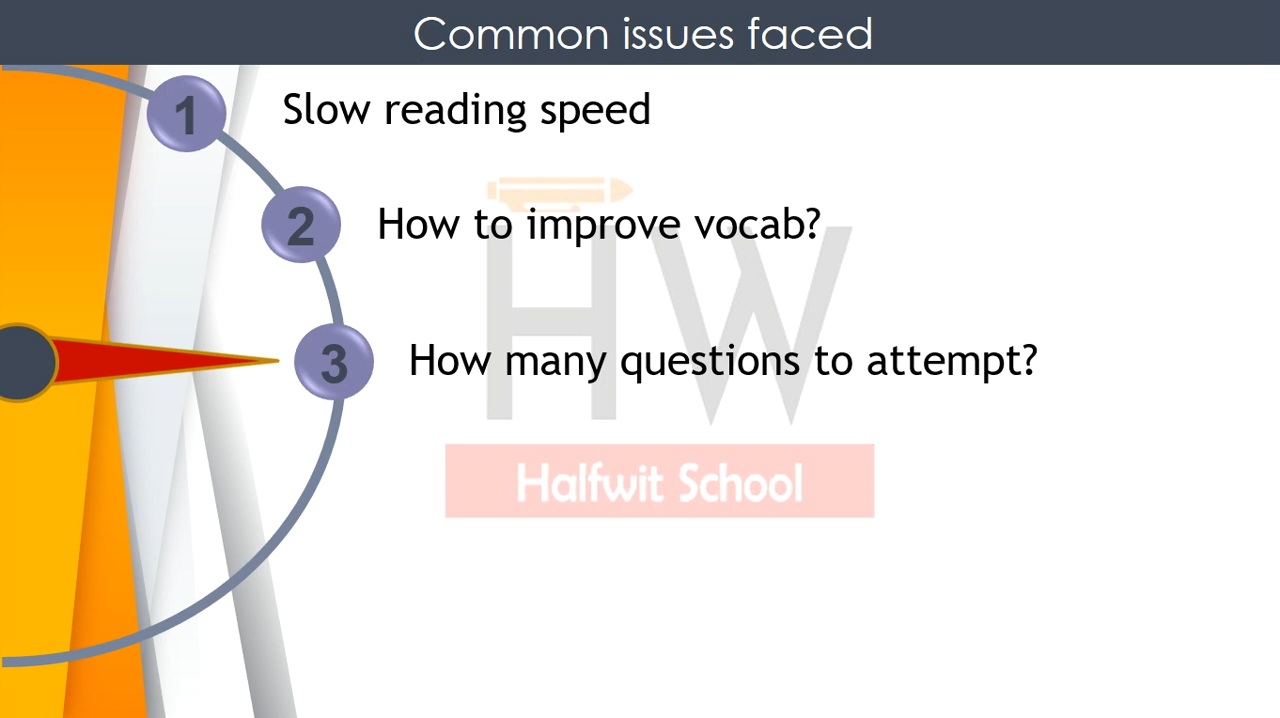 Common issues faced
1 Slow reading speed
2 How to improve vocab?
3 How many questions to attempt?
HW
Halfwit School